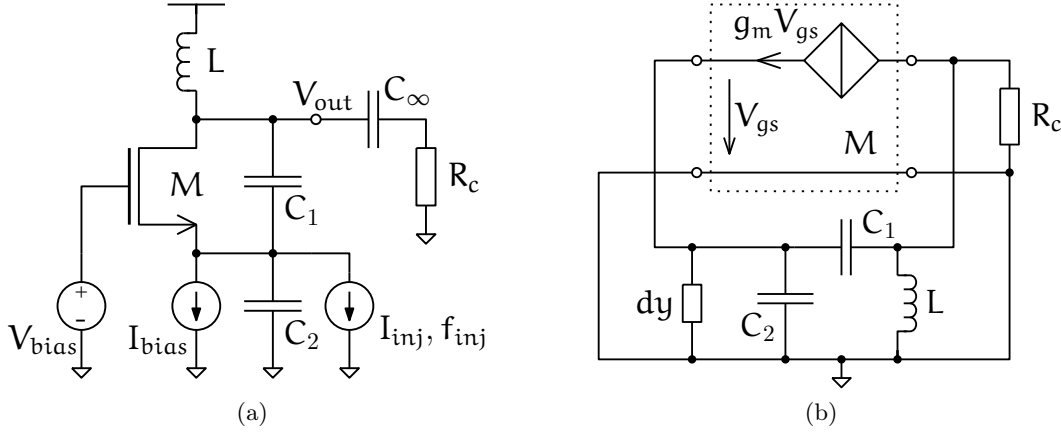 L
V_out
C_∞
M
R_c
C_1
+
-
V_bias
I_bias
C_2
I_inj, f_inj
(a)
g_m V_gs
V_gs
M
R_c
C_1
dy
C_2
L
(b)